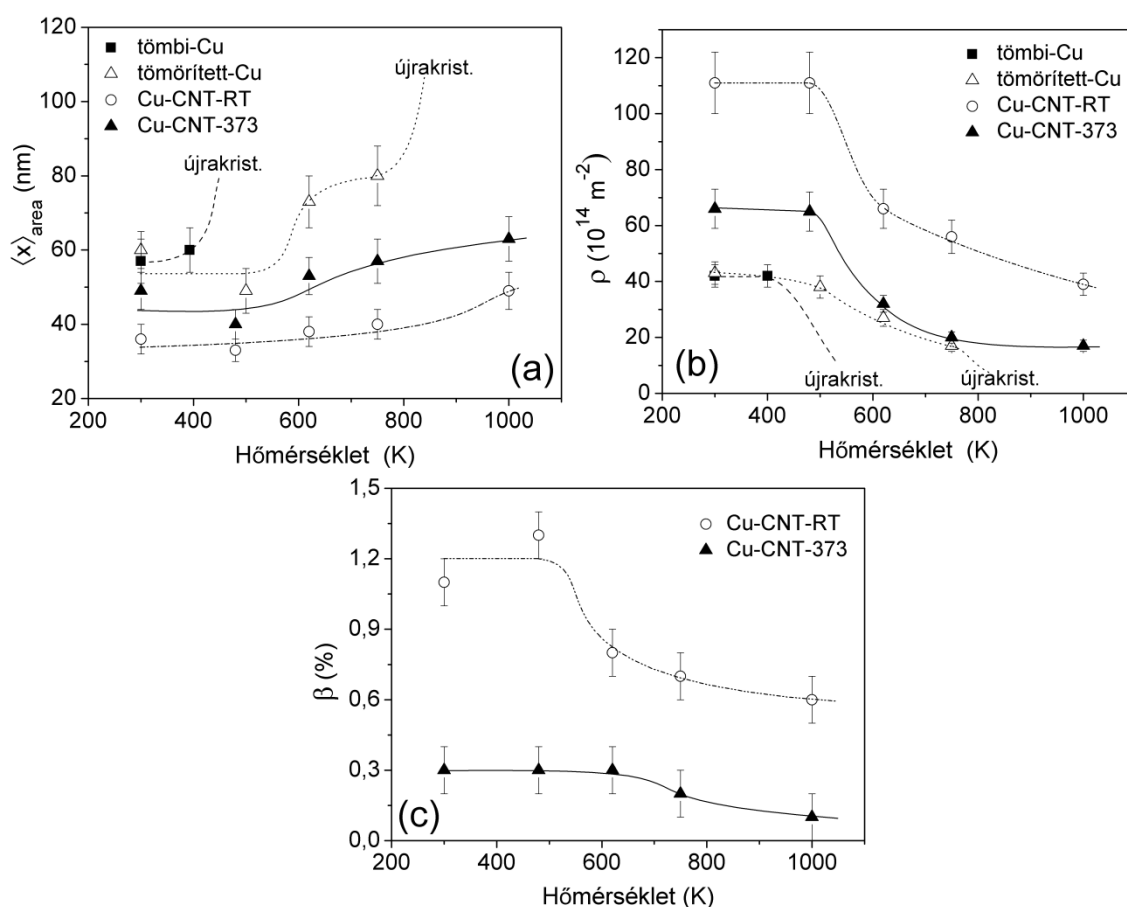 120
100
80
60
40
20
200
400
600
800
1000
⟨x⟩area (nm)
Hőmérséklet (K)
tömbi-Cu
tömörített-Cu
Cu-CNT-RT
Cu-CNT-373
újrakrist.
újrakrist.
(a)
120
100
80
60
40
20
0
200
400
600
800
1000
ρ (10^14 m^-2)
Hőmérséklet (K)
tömbi-Cu
tömörített-Cu
Cu-CNT-RT
Cu-CNT-373
újrakrist.
újrakrist.
(b)
1,5
1,2
0,9
0,6
0,3
0,0
200
400
600
800
1000
β (%)
Hőmérséklet (K)
Cu-CNT-RT
Cu-CNT-373
(c)